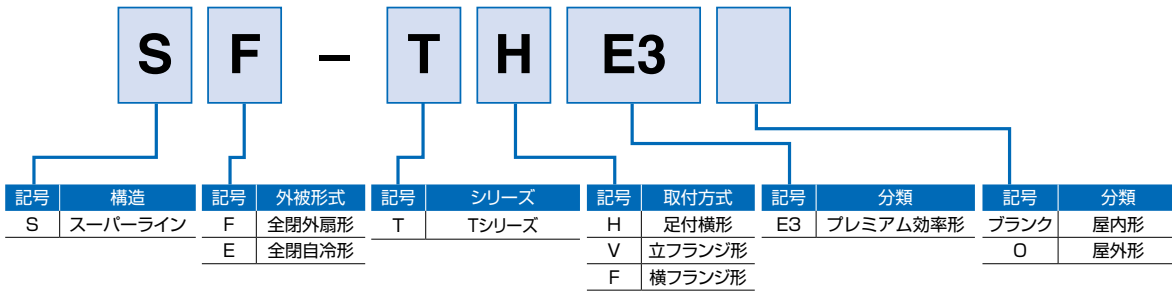 S F – T H E3
記号 構造 記号 外被形式 記号 シリーズ 記号 取付方式 記号 分類 記号 分類
S スーパーライン F 全閉外扇形 T Tシリーズ H 足付横形 E3 プレミアム効率形 ブランク 屋内形
E 全閉自冷形 V 立フランジ形 O 屋外形
F 横フランジ形